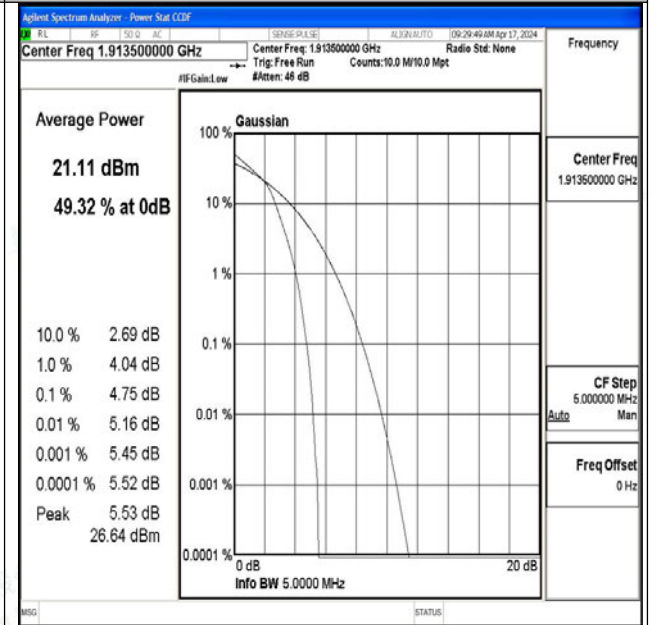 Agilent Spectrum Analyzer - Power Stat CCDF
RL RF 50 Ω AC SENSE:PULSE ALIGN AUTO 09:29:49 AM Apr 17, 2024
Center Freq 1.913500000 GHz
Center Freq: 1.913500000 GHz Radio Std: None
Trig: Free Run Counts:10.0 M/10.0 Mpt
#IFGain:Low #Atten: 46 dB
Frequency
Average Power
21.11 dBm
49.32 % at 0dB
10.0 % 2.69 dB
1.0 % 4.04 dB
0.1 % 4.75 dB
0.01 % 5.16 dB
0.001 % 5.45 dB
0.0001 % 5.52 dB
Peak 5.53 dB
26.64 dBm
Gaussian
100 %
10 %
1 %
0.1 %
0.01 %
0.001 %
0.0001 %
0 dB 20 dB
Info BW 5.0000 MHz
Center Freq
1.913500000 GHz
CF Step
5.000000 MHz
Auto Man
Freq Offset
0 Hz
MSG STATUS